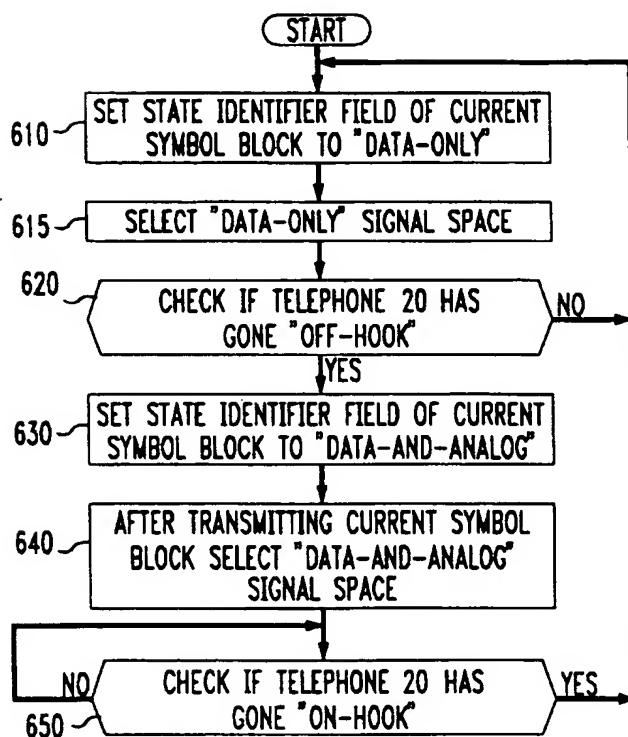 START
610
SET STATE IDENTIFIER FIELD OF CURRENT
SYMBOL BLOCK TO "DATA-ONLY"
615
SELECT "DATA-ONLY" SIGNAL SPACE
620
CHECK IF TELEPHONE 20 HAS
GONE "OFF-HOOK"
NO
YES
630
SET STATE IDENTIFIER FIELD OF CURRENT
SYMBOL BLOCK TO "DATA-AND-ANALOG"
640
AFTER TRANSMITTING CURRENT SYMBOL
BLOCK SELECT "DATA-AND-ANALOG"
SIGNAL SPACE
NO
CHECK IF TELEPHONE 20 HAS
GONE "ON-HOOK"
YES
650